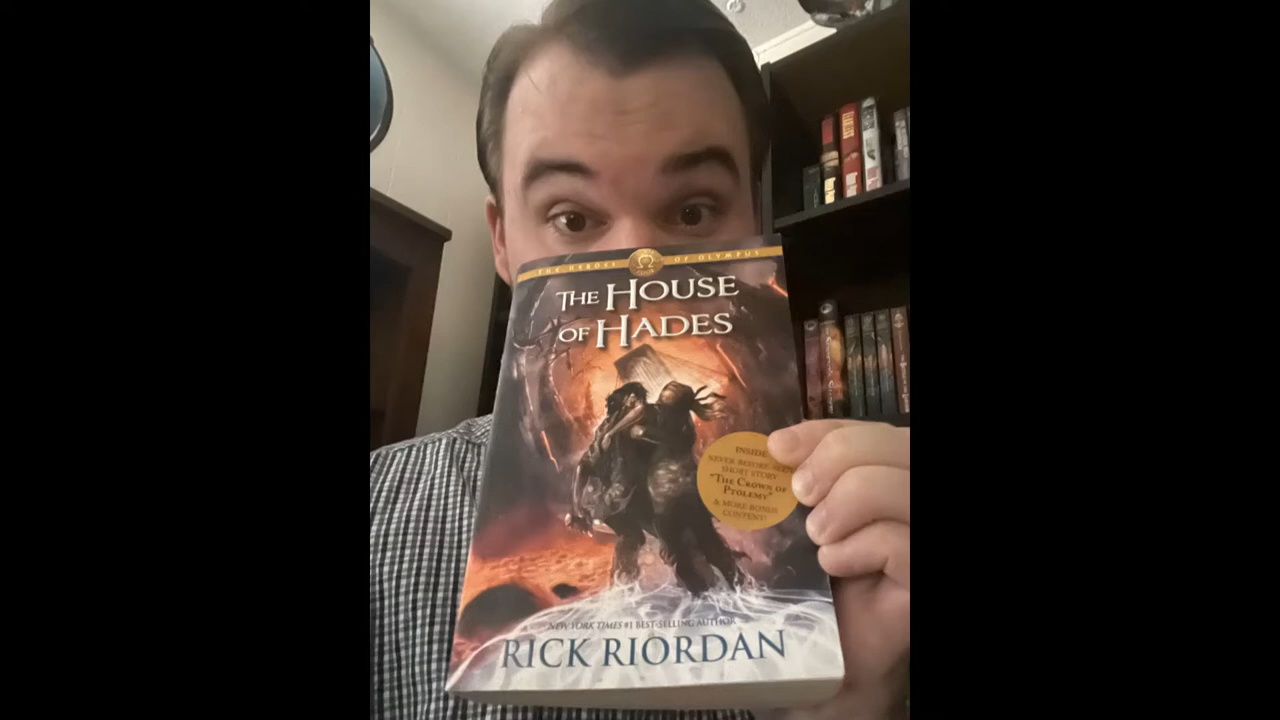 THE HEROES OF OLYMPUS
THE HOUSE
OF HADES
INSIDE
NEVER BEFORE SEEN
SHORT STORY
"THE CROWN OF
PTOLEMY"
& MORE BONUS
CONTENT!
NEW YORK TIMES #1 BEST-SELLING AUTHOR
RICK RIORDAN